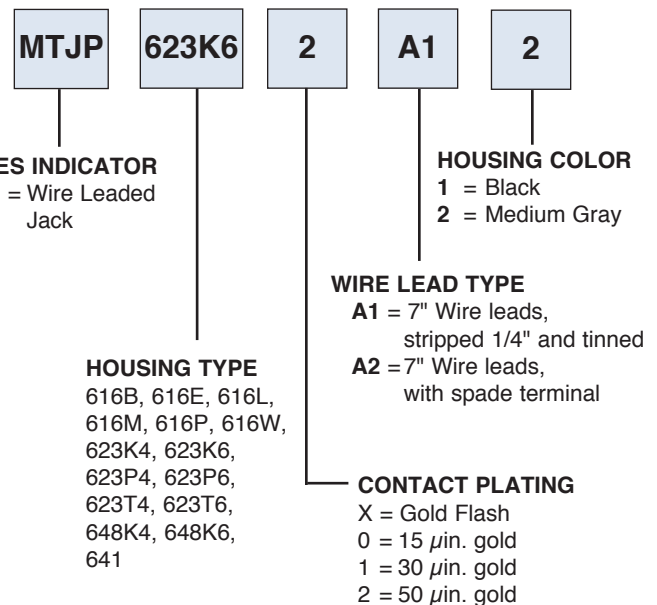 MTJP 623K6 2 A1 2
INDICATOR
= Wire Leaded
Jack
HOUSING COLOR
1 = Black
2 = Medium Gray
WIRE LEAD TYPE
A1 = 7" Wire leads,
stripped 1/4" and tinned
A2 = 7" Wire leads,
with spade terminal
HOUSING TYPE
616B, 616E, 616L,
616M, 616P, 616W,
623K4, 623K6,
623P4, 623P6,
623T4, 623T6,
648K4, 648K6,
641
CONTACT PLATING
X = Gold Flash
0 = 15 µin. gold
1 = 30 µin. gold
2 = 50 µin. gold